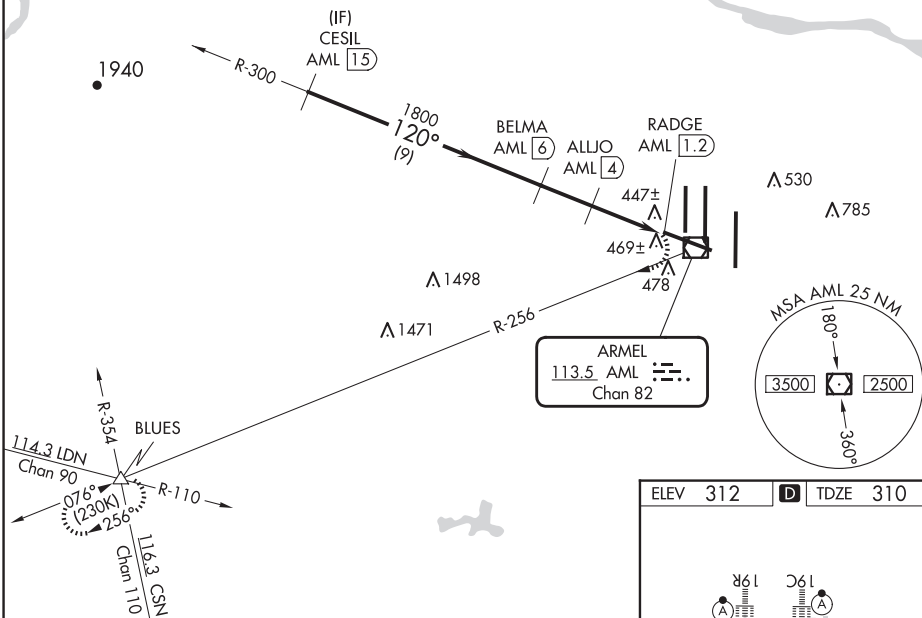 (IF)
CESIL
AML 15
1940
R-300
1800
120°
(9)
BELMA
AML 6
ALLJO
AML 4
RADGE
AML 1.2
530
785
447±
469±
478
1498
1471
R-256
ARMEL
113.5 AML
Chan 82
MSA AML 25 NM
180°
3500
2500
360°
R-354
BLUES
114.3 LDN
Chan 90
R-110
076°
(230K)
256°
116.3 CSN
Chan 110
ELEV 312 D TDZE 310
19R
19C
A
A